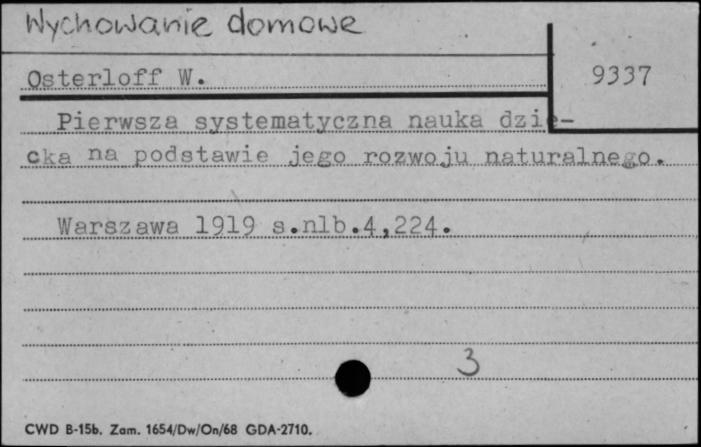 Wychowanie domowe
Osterloff W.
9337
Pierwsza systematyczna nauka dzie-
cka na podstawie jego rozwoju naturalnego.
Warszawa 1919 s.nlb.4,224.
3
CWD B-15b. Zam. 1654/Dw/On/68 GDA-2710.